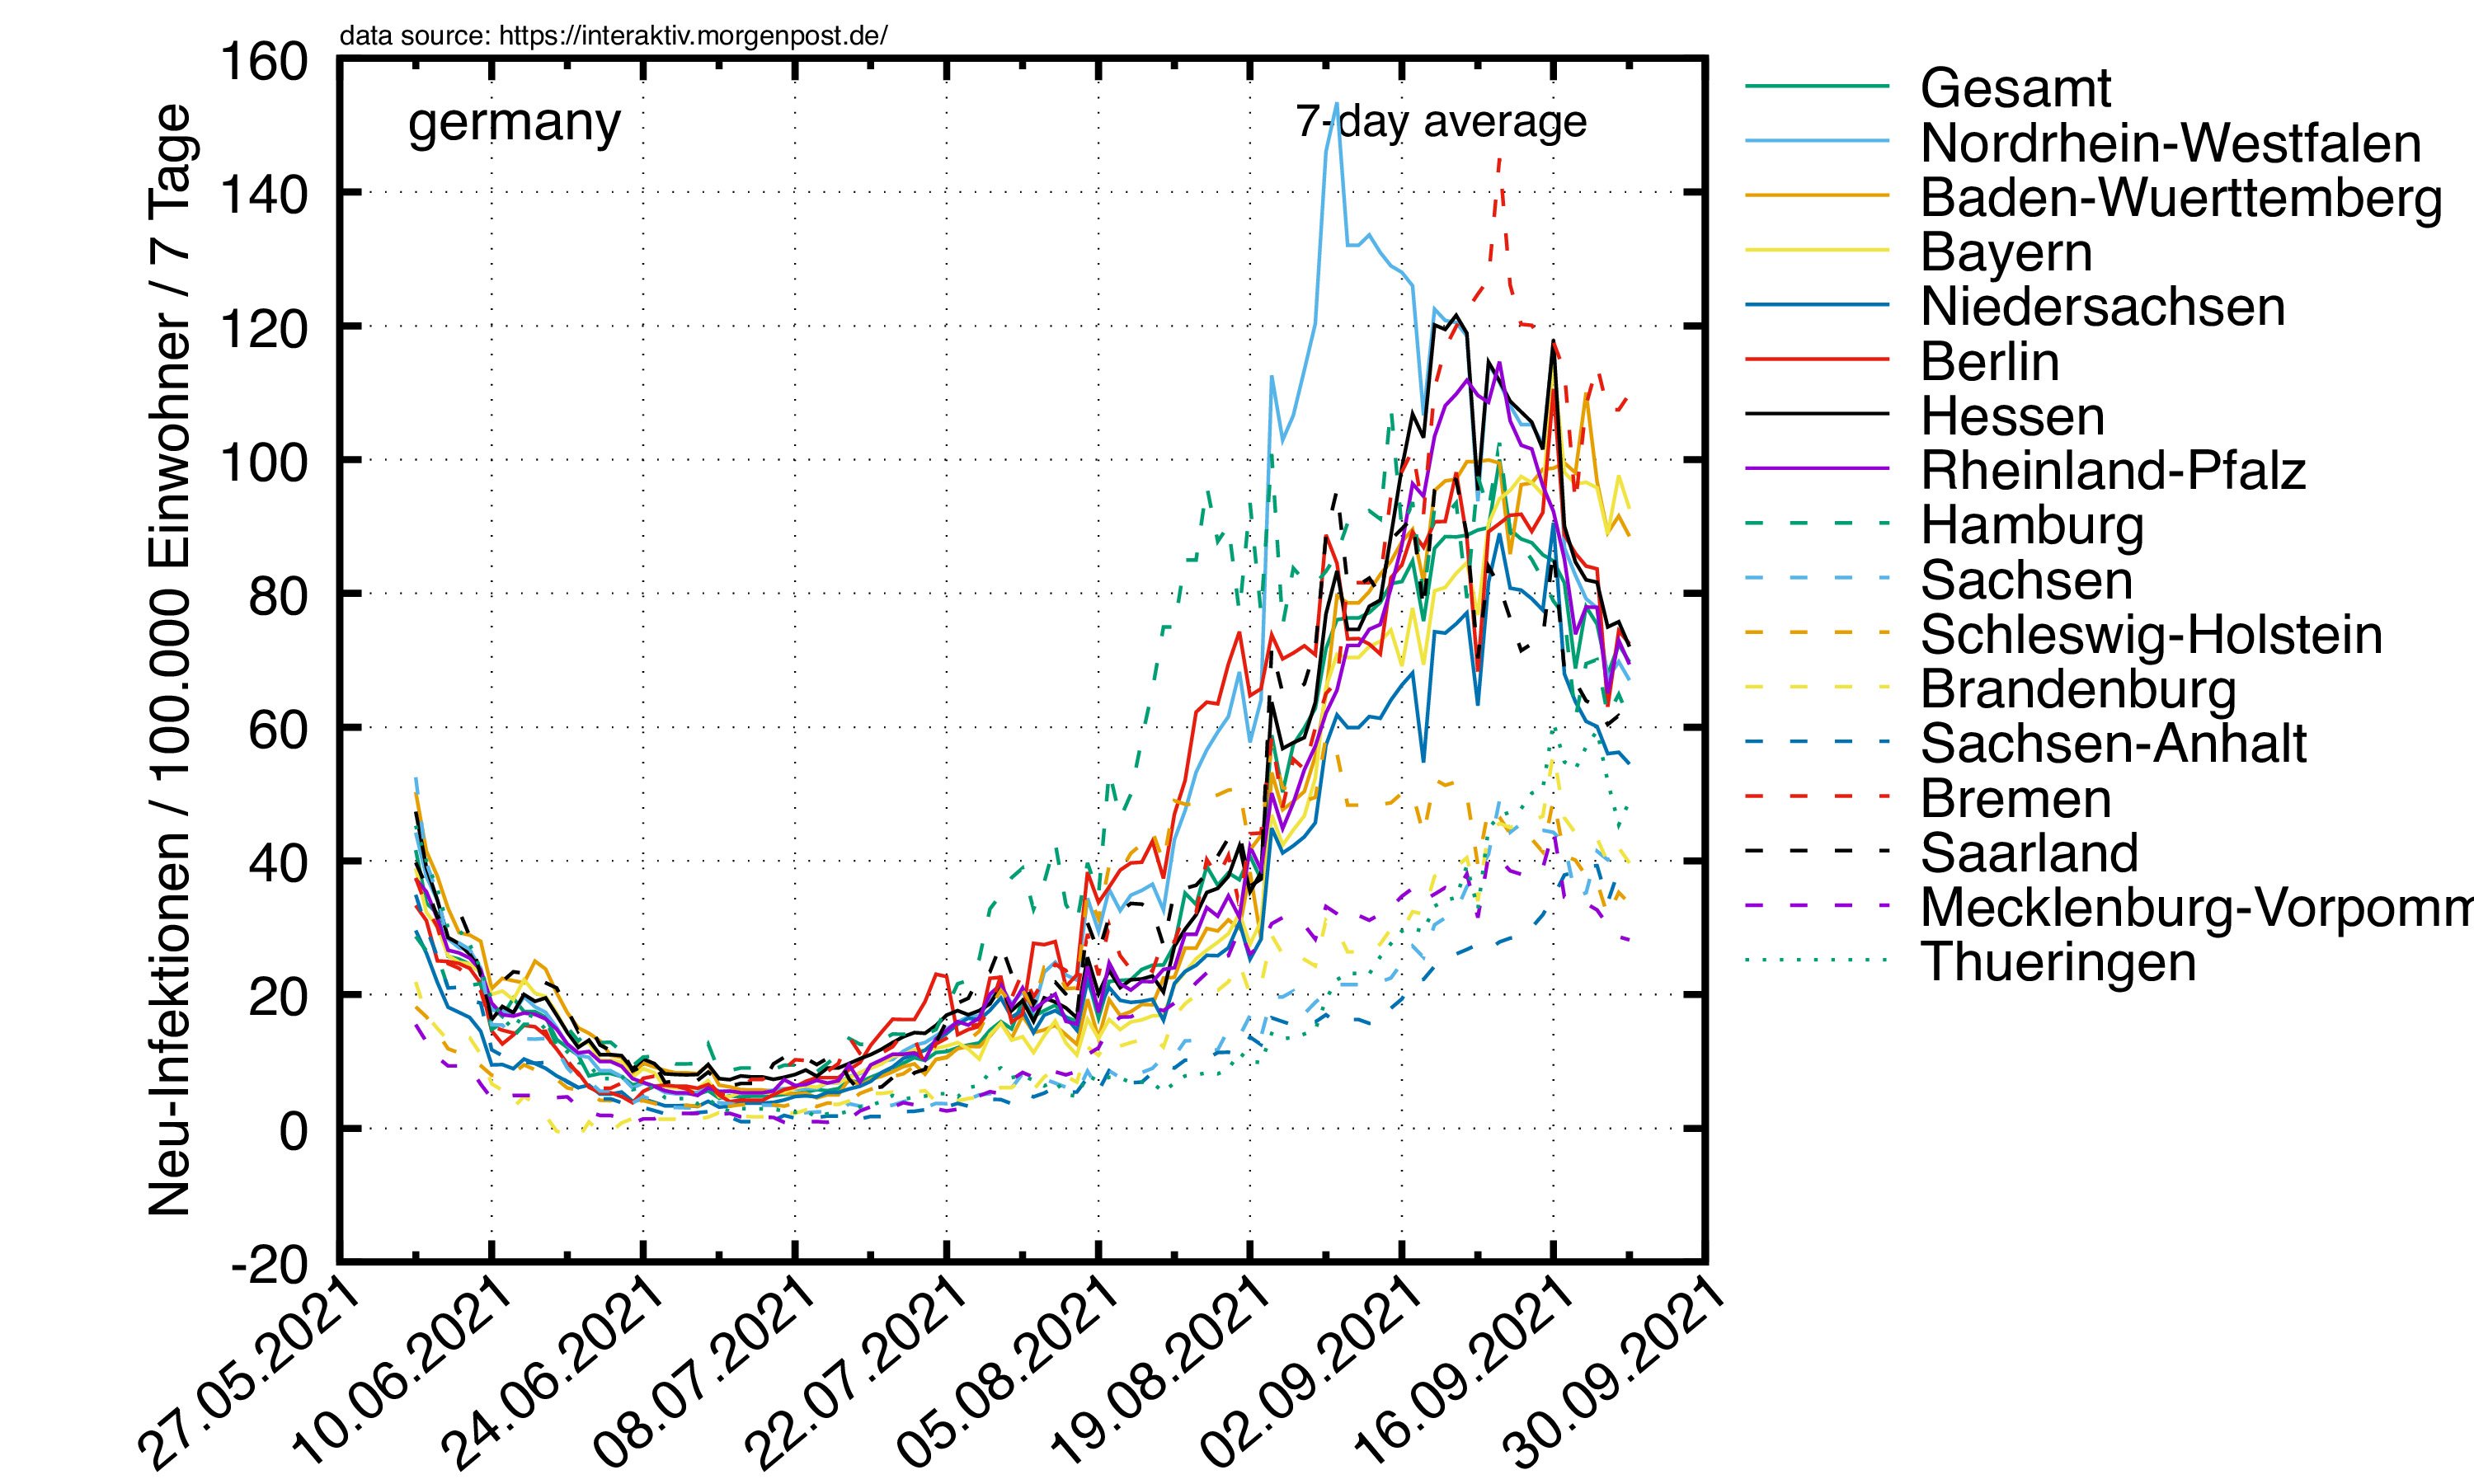 data source: https://interaktiv.morgenpost.de/
160
140
120
100
80
60
40
20
0
-20
Neu-Infektionen / 100.000 Einwohner / 7 Tage
germany
7-day average
27.05.2021
10.06.2021
24.06.2021
08.07.2021
22.07.2021
05.08.2021
19.08.2021
02.09.2021
16.09.2021
30.09.2021
Gesamt
Nordrhein-Westfalen
Baden-Wuerttemberg
Bayern
Niedersachsen
Berlin
Hessen
Rheinland-Pfalz
Hamburg
Sachsen
Schleswig-Holstein
Brandenburg
Sachsen-Anhalt
Bremen
Saarland
Mecklenburg-Vorpomm
Thueringen